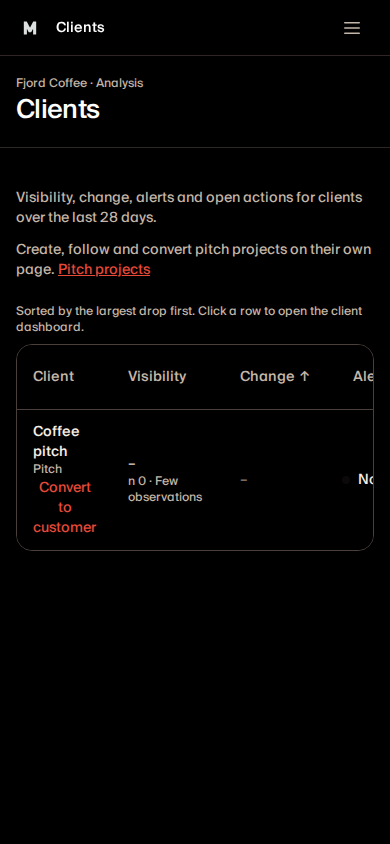 M Clients
Fjord Coffee · Analysis
Clients
Visibility, change, alerts and open actions for clients
over the last 28 days.
Create, follow and convert pitch projects on their own
page. Pitch projects
Sorted by the largest drop first. Click a row to open the client
dashboard.
Client Visibility Change ↑ Ale
Coffee
pitch
Pitch
Convert
to
customer
–
n 0 · Few
observations
–
No